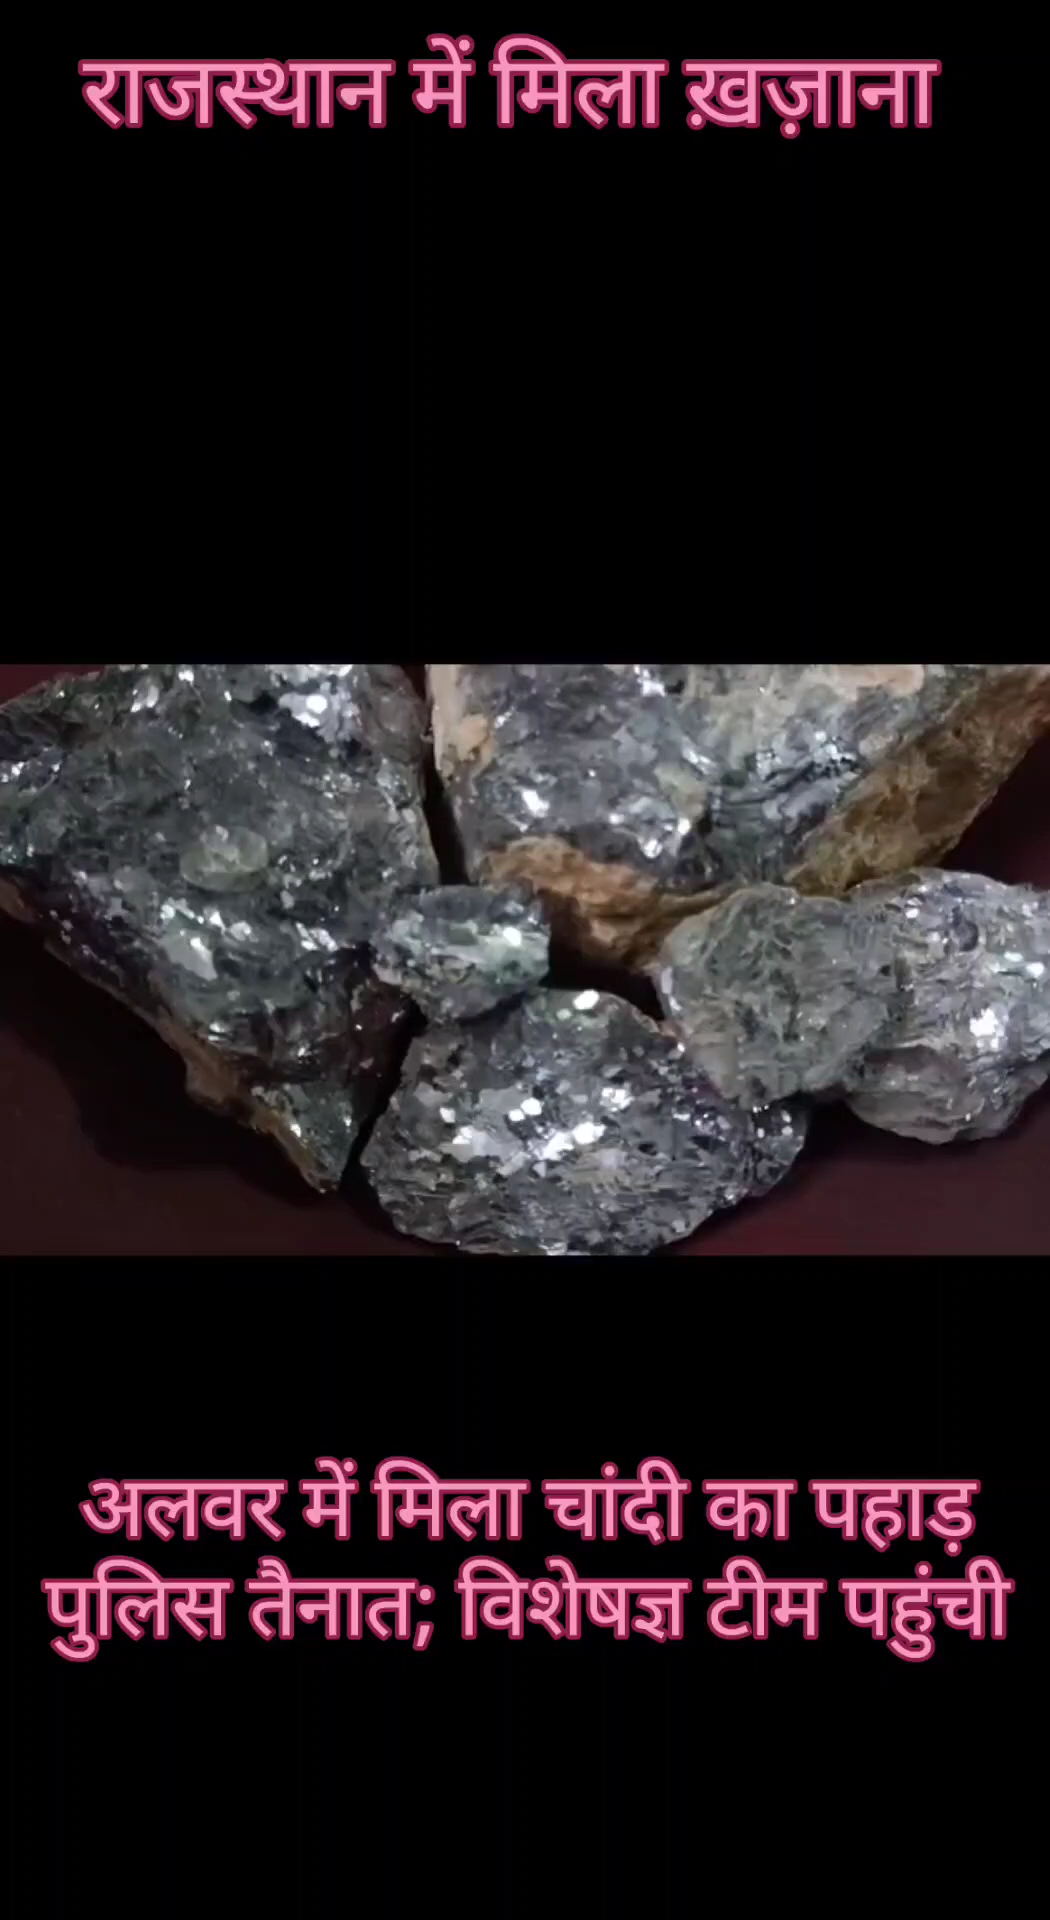 राजस्थान में मिला ख़ज़ाना
अलवर में मिला चांदी का पहाड़
पुलिस तैनात; विशेषज्ञ टीम पहुंची